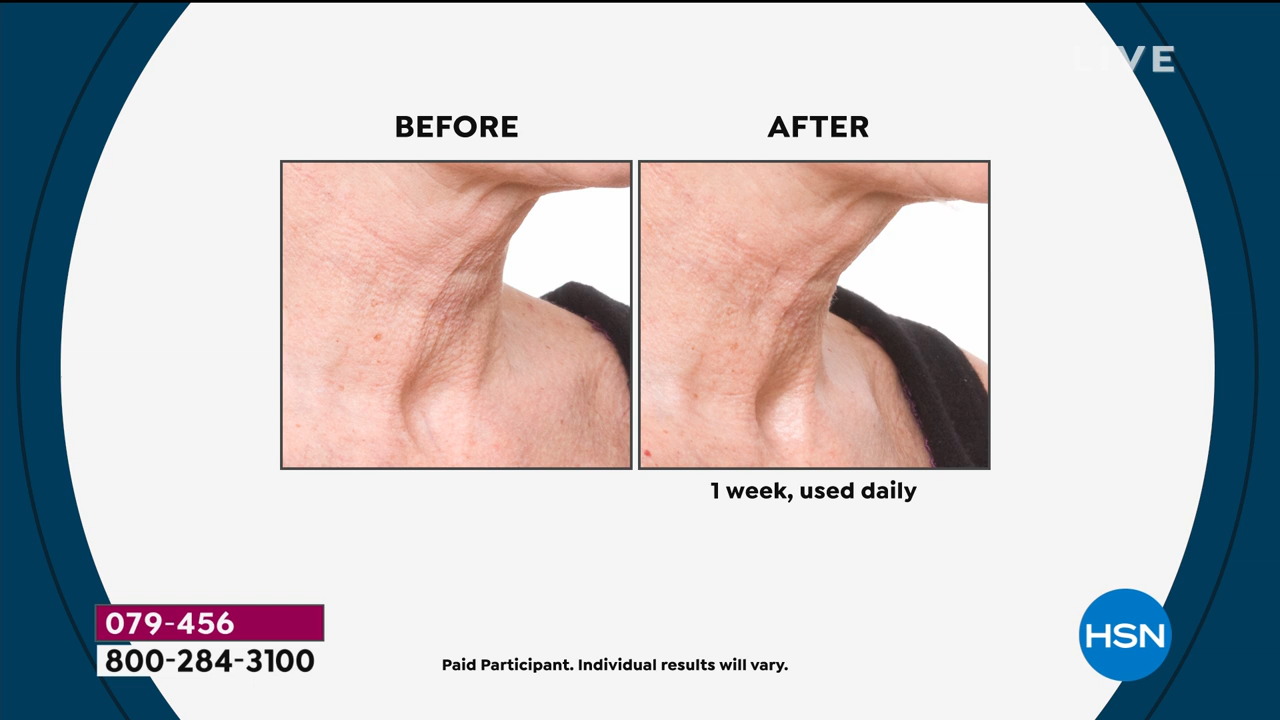 LIVE
BEFORE
AFTER
1 week, used daily
079-456
800-284-3100
Paid Participant. Individual results will vary.
HSN